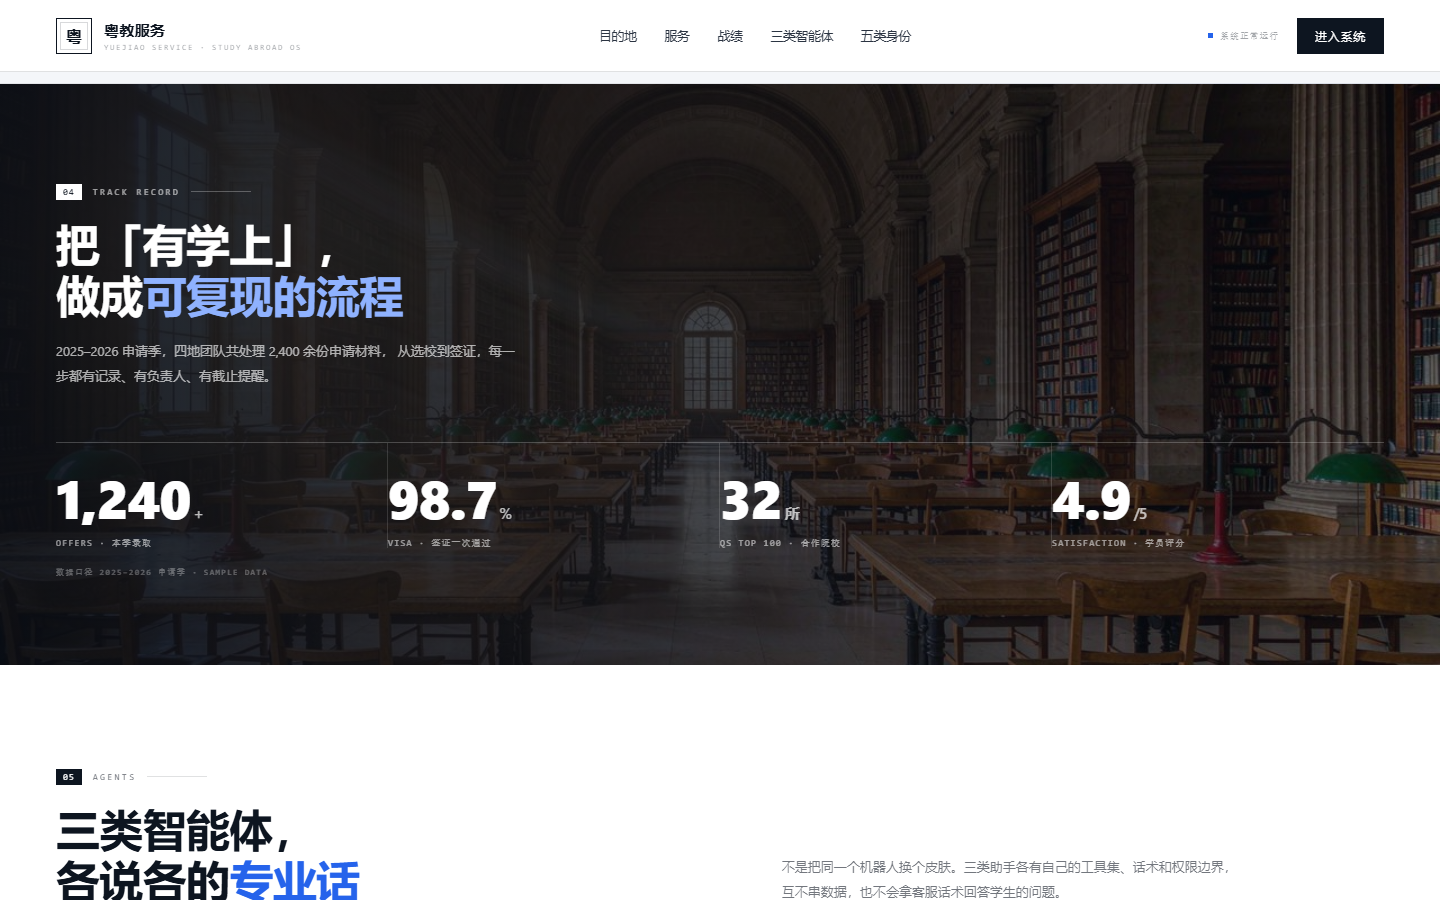 粤
粤教服务
YUEJIAO SERVICE · STUDY ABROAD OS
目的地
服务
战绩
三类智能体
五类身份
系统正常运行
进入系统
04
TRACK RECORD
把「有学上」,
做成可复现的流程
2025–2026 申请季，四地团队共处理 2,400 余份申请材料， 从选校到签证，每一
步都有记录、有负责人、有截止提醒。
1,240 +
OFFERS · 本季录取
98.7 %
VISA · 签证一次通过
32 所
QS TOP 100 · 合作院校
4.9 /5
SATISFACTION · 学员评分
数据口径 2025-2026 申请季 · SAMPLE DATA
05
AGENTS
三类智能体，
各说各的专业话
不是把同一个机器人换个皮肤。三类助手各有自己的工具集、话术和权限边界，
互不串数据，也不会拿客服话术回答学生的问题。